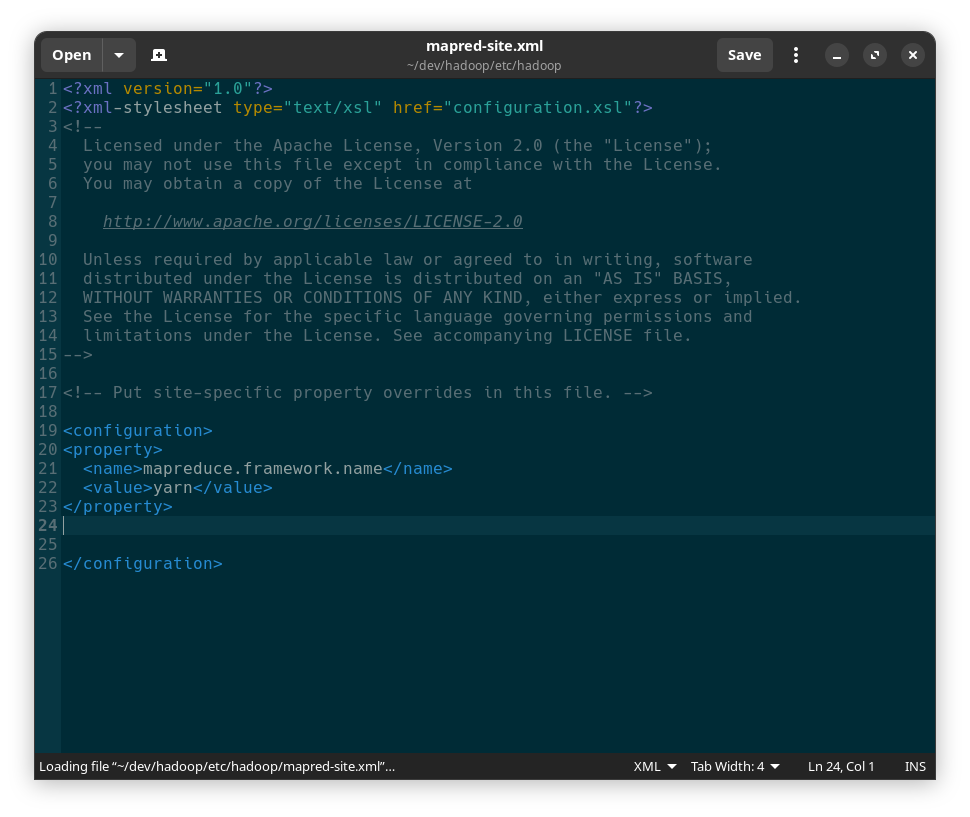 Open
mapred-site.xml
~/dev/hadoop/etc/hadoop
Save
1 <?xml version="1.0"?>
2 <?xml-stylesheet type="text/xsl" href="configuration.xsl"?>
3 <!--
4   Licensed under the Apache License, Version 2.0 (the "License");
5   you may not use this file except in compliance with the License.
6   You may obtain a copy of the License at
7
8     http://www.apache.org/licenses/LICENSE-2.0
9
10   Unless required by applicable law or agreed to in writing, software
11   distributed under the License is distributed on an "AS IS" BASIS,
12   WITHOUT WARRANTIES OR CONDITIONS OF ANY KIND, either express or implied.
13   See the License for the specific language governing permissions and
14   limitations under the License. See accompanying LICENSE file.
15 -->
16
17 <!-- Put site-specific property overrides in this file. -->
18
19 <configuration>
20 <property>
21   <name>mapreduce.framework.name</name>
22   <value>yarn</value>
23 </property>
24
25
26 </configuration>
Loading file “~/dev/hadoop/etc/hadoop/mapred-site.xml”… XML Tab Width: 4 Ln 24, Col 1 INS